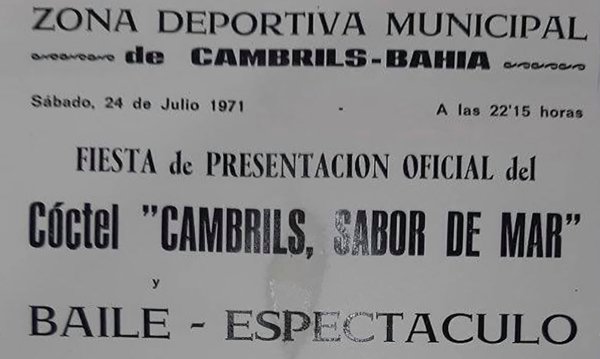 ZONA DEPORTIVA MUNICIPAL
de CAMBRILS-BAHIA
Sábado, 24 de Julio 1971 - A las 22'15 horas
FIESTA de PRESENTACION OFICIAL del
Cóctel "CAMBRILS, SABOR DE MAR"
y
BAILE - ESPECTACULO